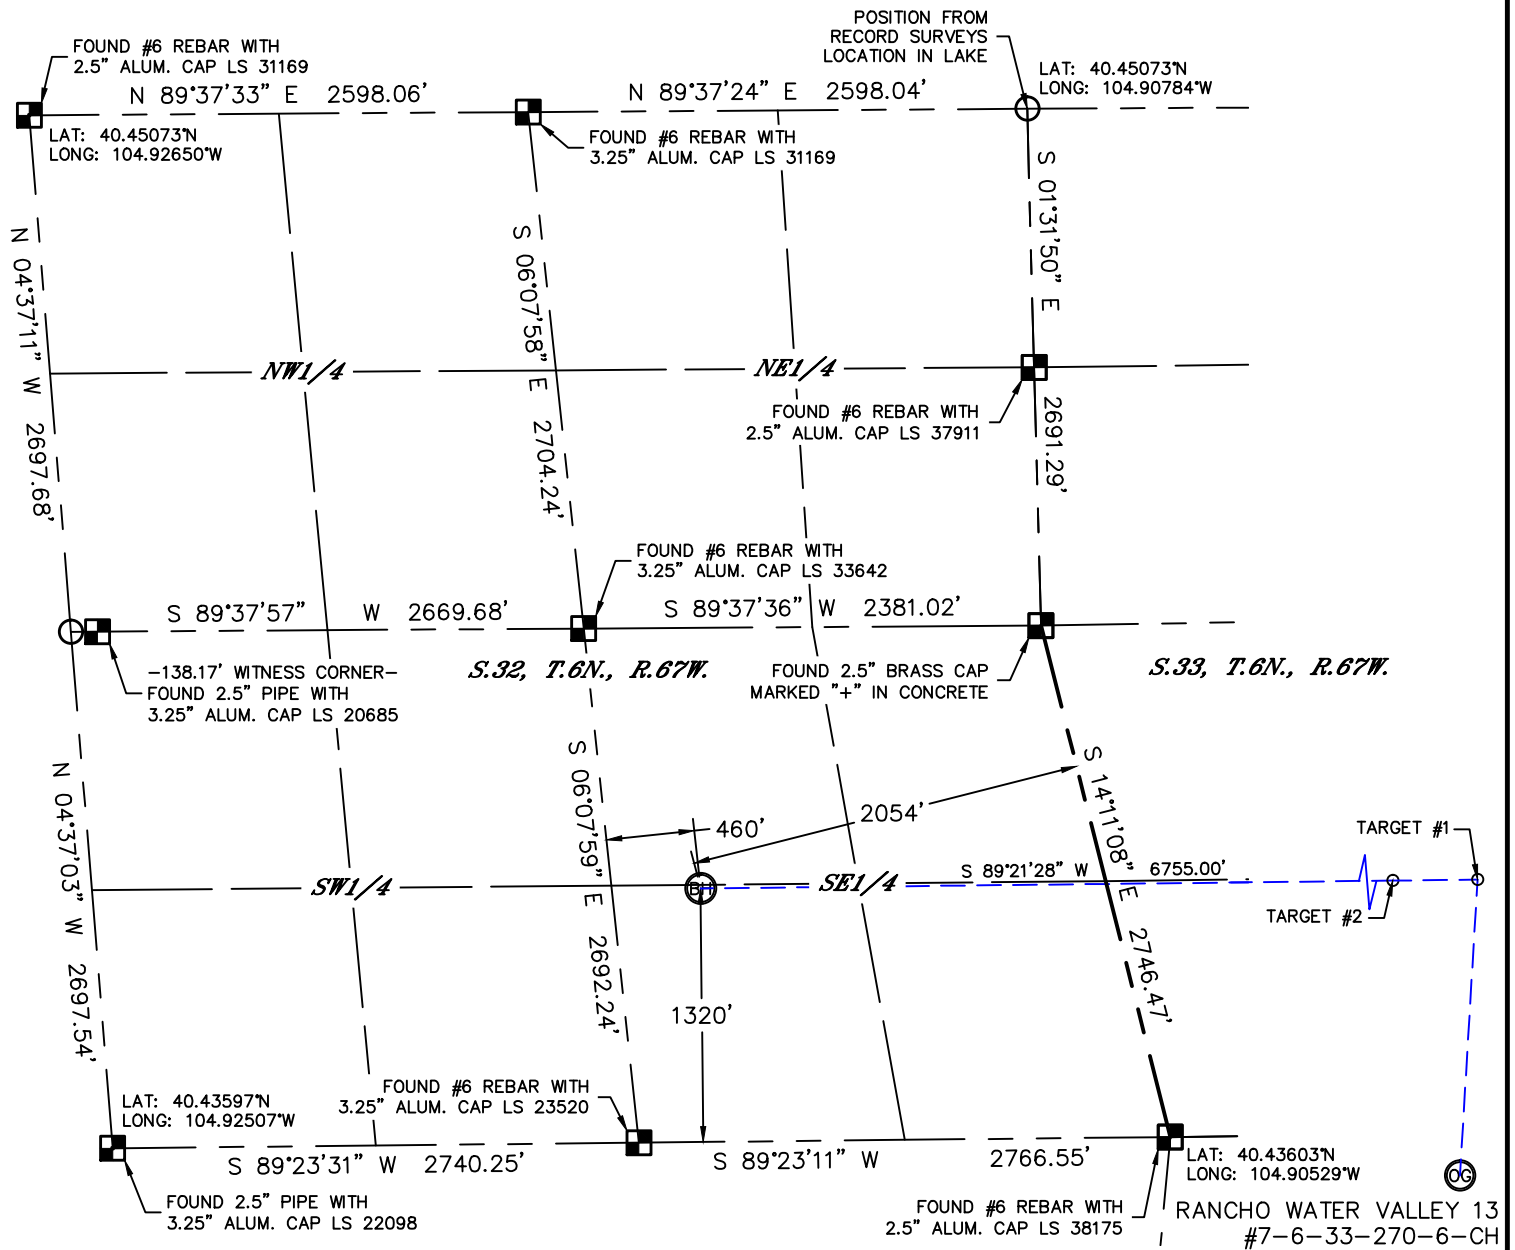 POSITION FROM
RECORD SURVEYS
LOCATION IN LAKE
FOUND #6 REBAR WITH
2.5” ALUM. CAP LS 31169
N 89°37'33” E 2598.06'
N 89°37'24” E 2598.04'
LAT: 40.45073°N
LONG: 104.90784°W
LAT: 40.45073°N
LONG: 104.92650°W
FOUND #6 REBAR WITH
3.25” ALUM. CAP LS 31169
N 04°37'11” W 2697.68'
S 06°07'58” E 2704.24'
S 01°31'50” E 2691.29'
NW1/4
NE1/4
FOUND #6 REBAR WITH
2.5” ALUM. CAP LS 37911
FOUND #6 REBAR WITH
3.25” ALUM. CAP LS 33642
S 89°37'57” W 2669.68'
S 89°37'36” W 2381.02'
-138.17' WITNESS CORNER-
FOUND 2.5” PIPE WITH
3.25” ALUM. CAP LS 20685
S.32, T.6N., R.67W.
FOUND 2.5” BRASS CAP
MARKED "+" IN CONCRETE
S.33, T.6N., R.67W.
N 04°37'03” W 2697.54'
S 06°07'59” E 2692.24'
S 14°11'08” E 2746.47'
460'
2054'
TARGET #1
SW1/4
BH
SE1/4
S 89°21'28” W 6755.00'
TARGET #2
1320'
FOUND #6 REBAR WITH
3.25” ALUM. CAP LS 23520
LAT: 40.43597°N
LONG: 104.92507°W
S 89°23'31” W 2740.25'
S 89°23'11” W 2766.55'
LAT: 40.43603°N
LONG: 104.90529°W
OG
FOUND 2.5” PIPE WITH
3.25” ALUM. CAP LS 22098
FOUND #6 REBAR WITH
2.5” ALUM. CAP LS 38175
RANCHO WATER VALLEY 13
#7-6-33-270-6-CH